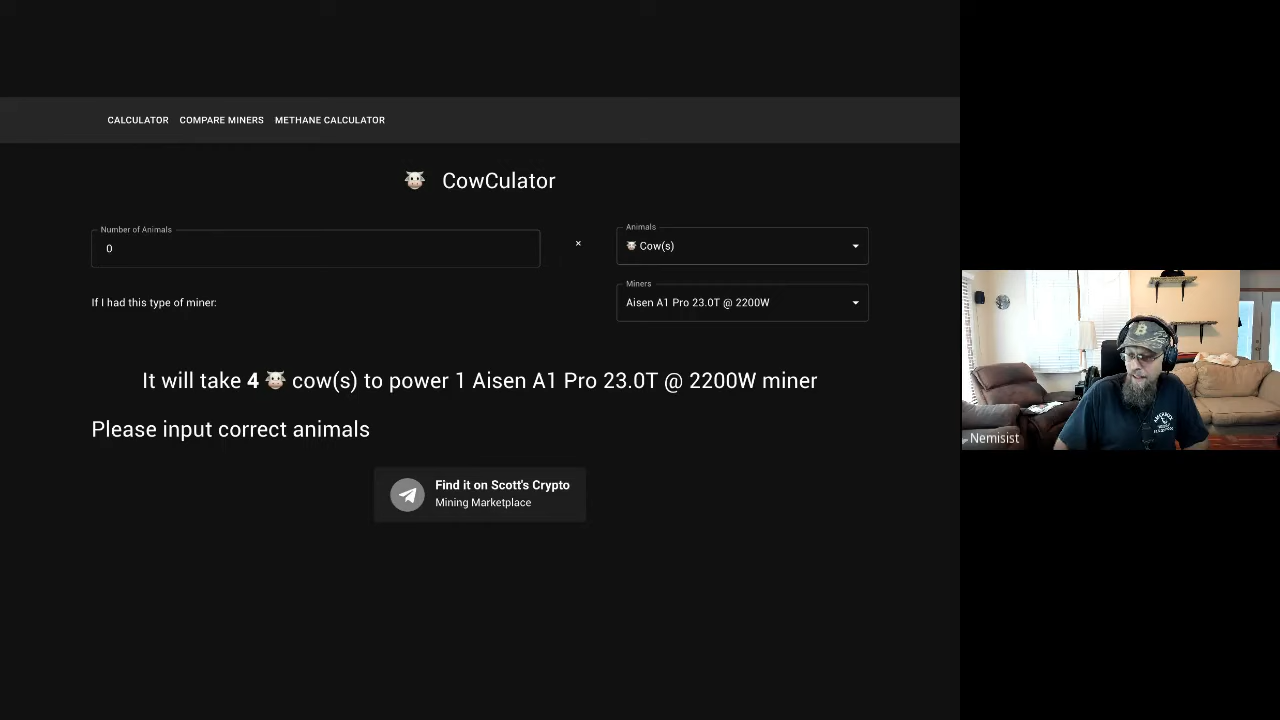 CALCULATOR COMPARE MINERS METHANE CALCULATOR
CowCulator
Number of Animals
0
×
Animals
Cow(s)
If I had this type of miner:
Miners
Aisen A1 Pro 23.0T @ 2200W
It will take 4 cow(s) to power 1 Aisen A1 Pro 23.0T @ 2200W miner
Please input correct animals
Find it on Scott's Crypto
Mining Marketplace
Nemisist
B